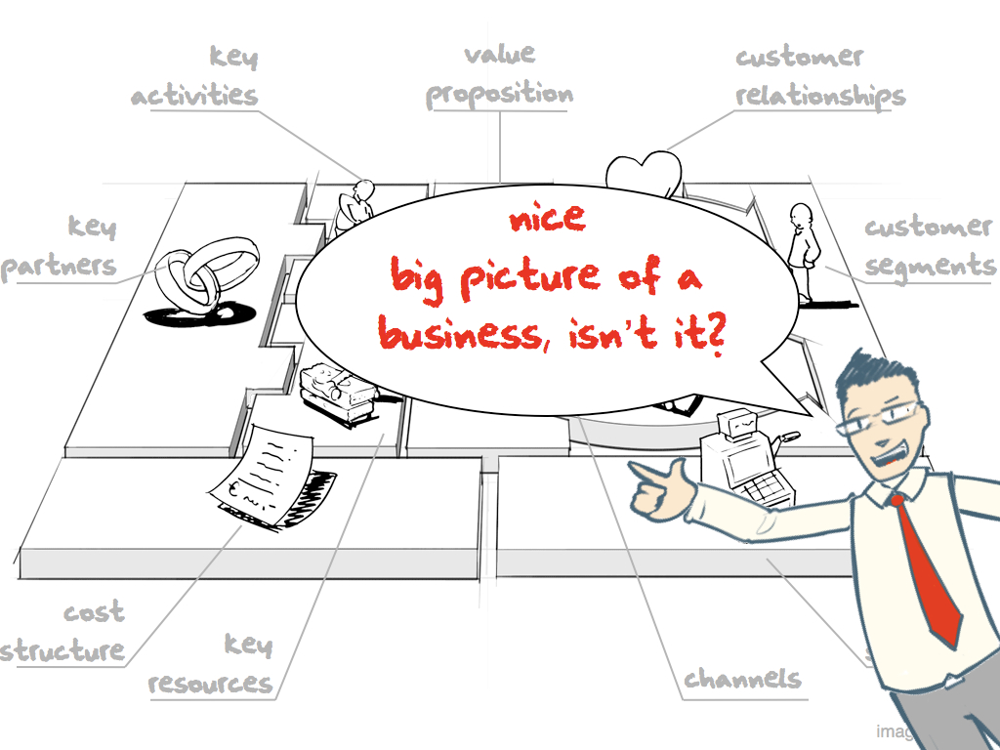 key
activities
value
proposition
customer
relationships
key
partners
customer
segments
nice
big picture of a
business, isn't it?
cost
structure
key
resources
channels